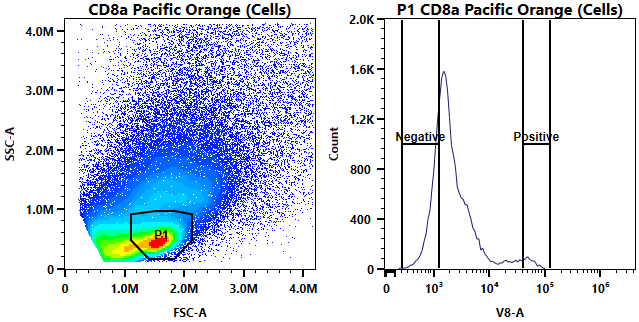 CD8a Pacific Orange (Cells)
4.0M
3.0M
2.0M
1.0M
0
SSC-A
P1
0
1.0M
2.0M
3.0M
4.0M
FSC-A
P1 CD8a Pacific Orange (Cells)
2.0K
1.6K
1.2K
800
400
0
Count
Negative
Positive
0
10³
10⁴
10⁵
10⁶
V8-A